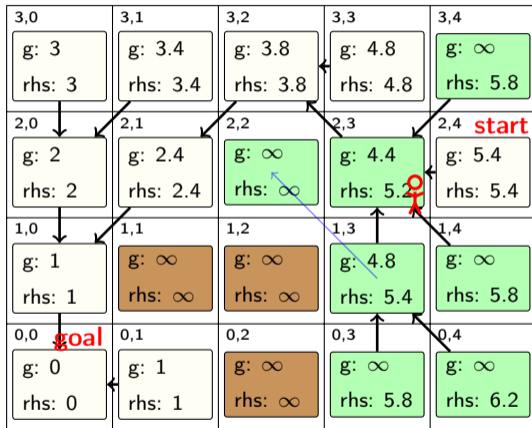 3,0 3,1 3,2 3,3 3,4
g: 3 g: 3.4 g: 3.8 g: 4.8 g: ∞
rhs: 3 rhs: 3.4 rhs: 3.8 rhs: 4.8 rhs: 5.8
2,0 2,1 2,2 2,3 2,4 start
g: 2 g: 2.4 g: ∞ g: 4.4 g: 5.4
rhs: 2 rhs: 2.4 rhs: ∞ rhs: 5.2 rhs: 5.4
1,0 1,1 1,2 1,3 1,4
g: 1 g: ∞ g: ∞ g: 4.8 g: ∞
rhs: 1 rhs: ∞ rhs: ∞ rhs: 5.4 rhs: 5.8
0,0 goal 0,1 0,2 0,3 0,4
g: 0 g: 1 g: ∞ g: ∞ g: ∞
rhs: 0 rhs: 1 rhs: ∞ rhs: 5.8 rhs: 6.2